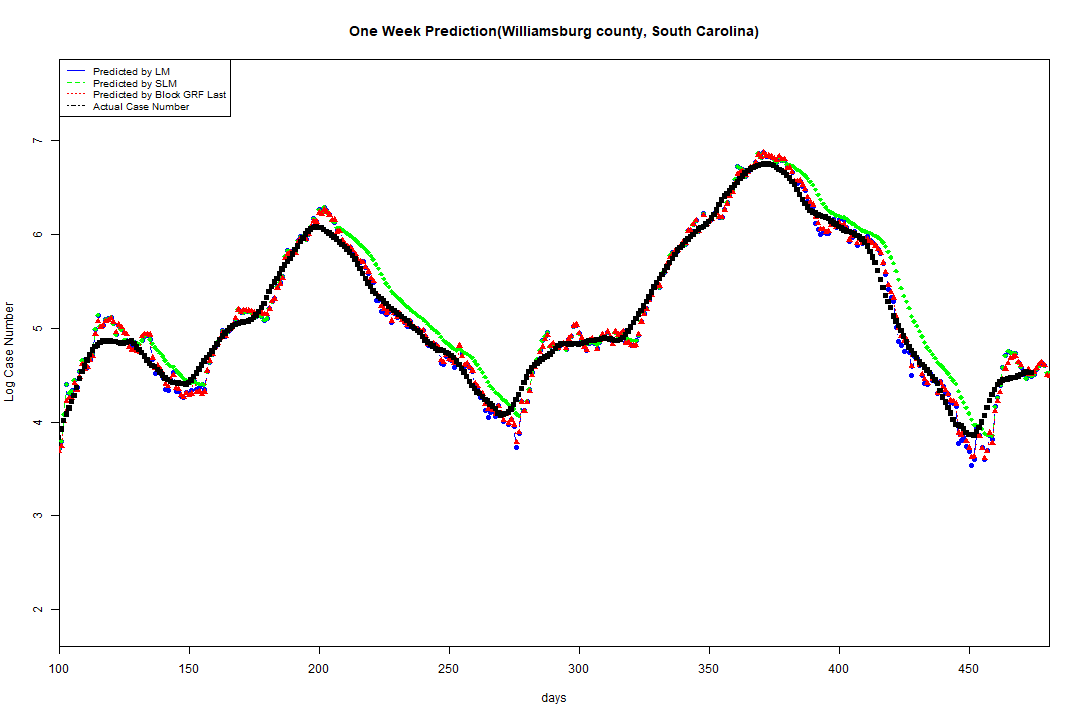 One Week Prediction(Williamsburg county, South Carolina)
Predicted by LM
Predicted by SLM
Predicted by Block GRF Last
Actual Case Number
7
6
5
4
3
2
Log Case Number
100 150 200 250 300 350 400 450
days